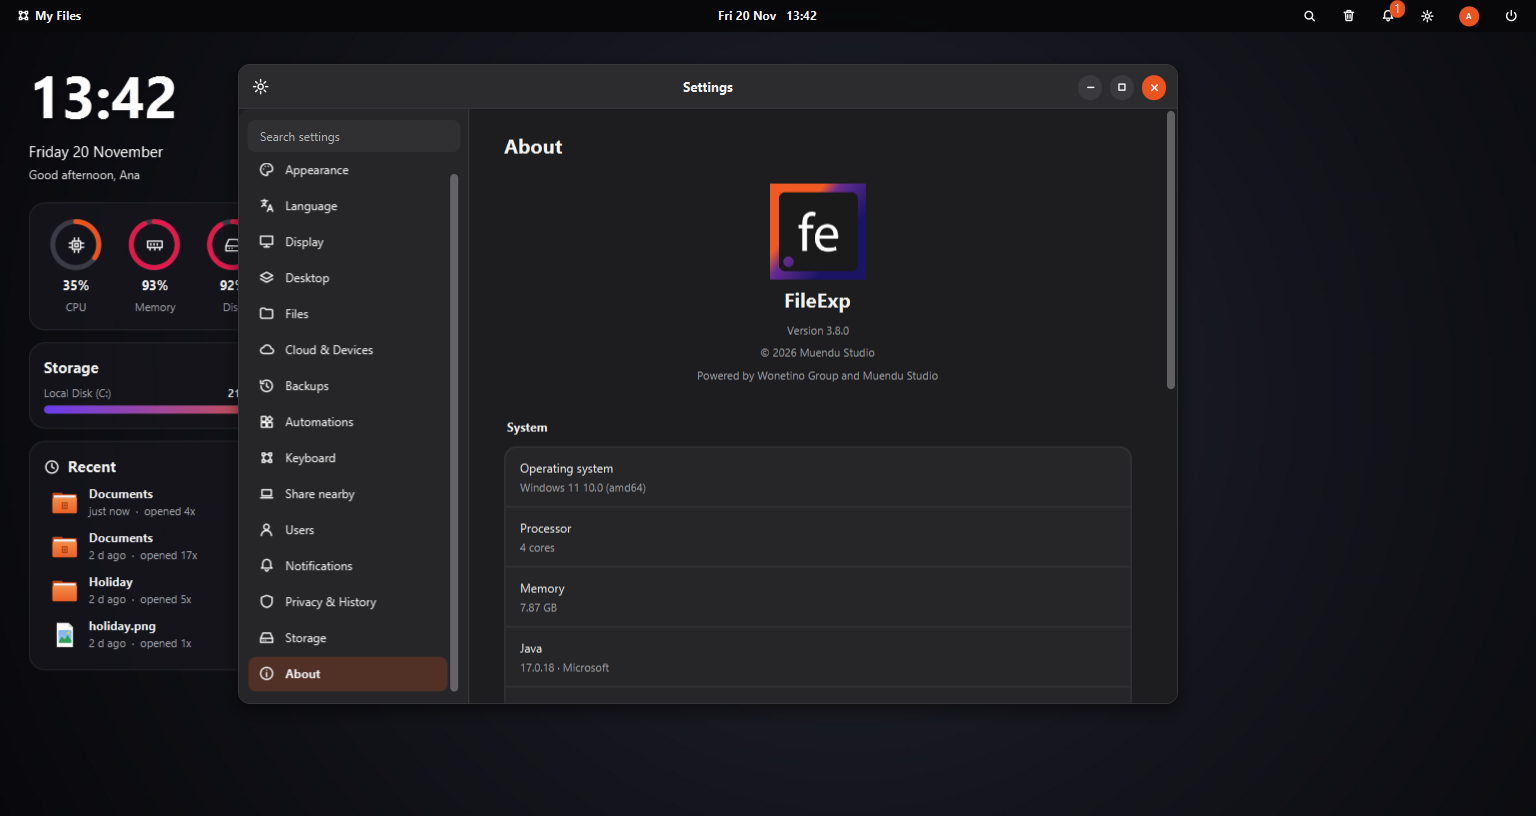 My Files
Fri 20 Nov 13:42
1
A
13:42
Friday 20 November
Good afternoon, Ana
35%
CPU
93%
Memory
Storage
Local Disk (C:)
Recent
Documents
just now · opened 4x
Documents
2 d ago · opened 17x
Holiday
2 d ago · opened 5x
holiday.png
2 d ago · opened 1x
Settings
Search settings
Appearance
Language
Display
Desktop
Files
Cloud & Devices
Backups
Automations
Keyboard
Share nearby
Users
Notifications
Privacy & History
Storage
About
About
fe
FileExp
Version 3.8.0
© 2026 Muendu Studio
Powered by Wonetino Group and Muendu Studio
System
Operating system
Windows 11 10.0 (amd64)
Processor
4 cores
Memory
7.87 GB
Java
17.0.18 · Microsoft